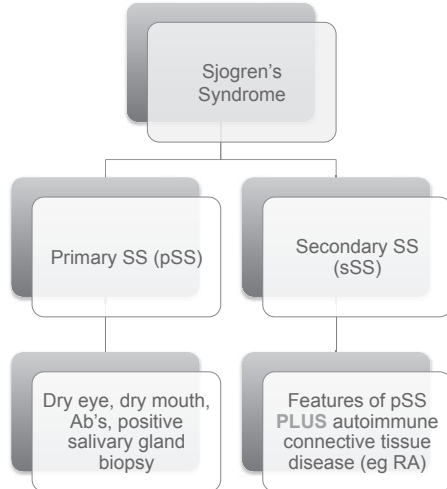 Sjogren's
Syndrome
Primary SS (pSS)
Secondary SS
(sSS)
Dry eye, dry mouth,
Ab's, positive
salivary gland
biopsy
Features of pSS
PLUS autoimmune
connective tissue
disease (eg RA)